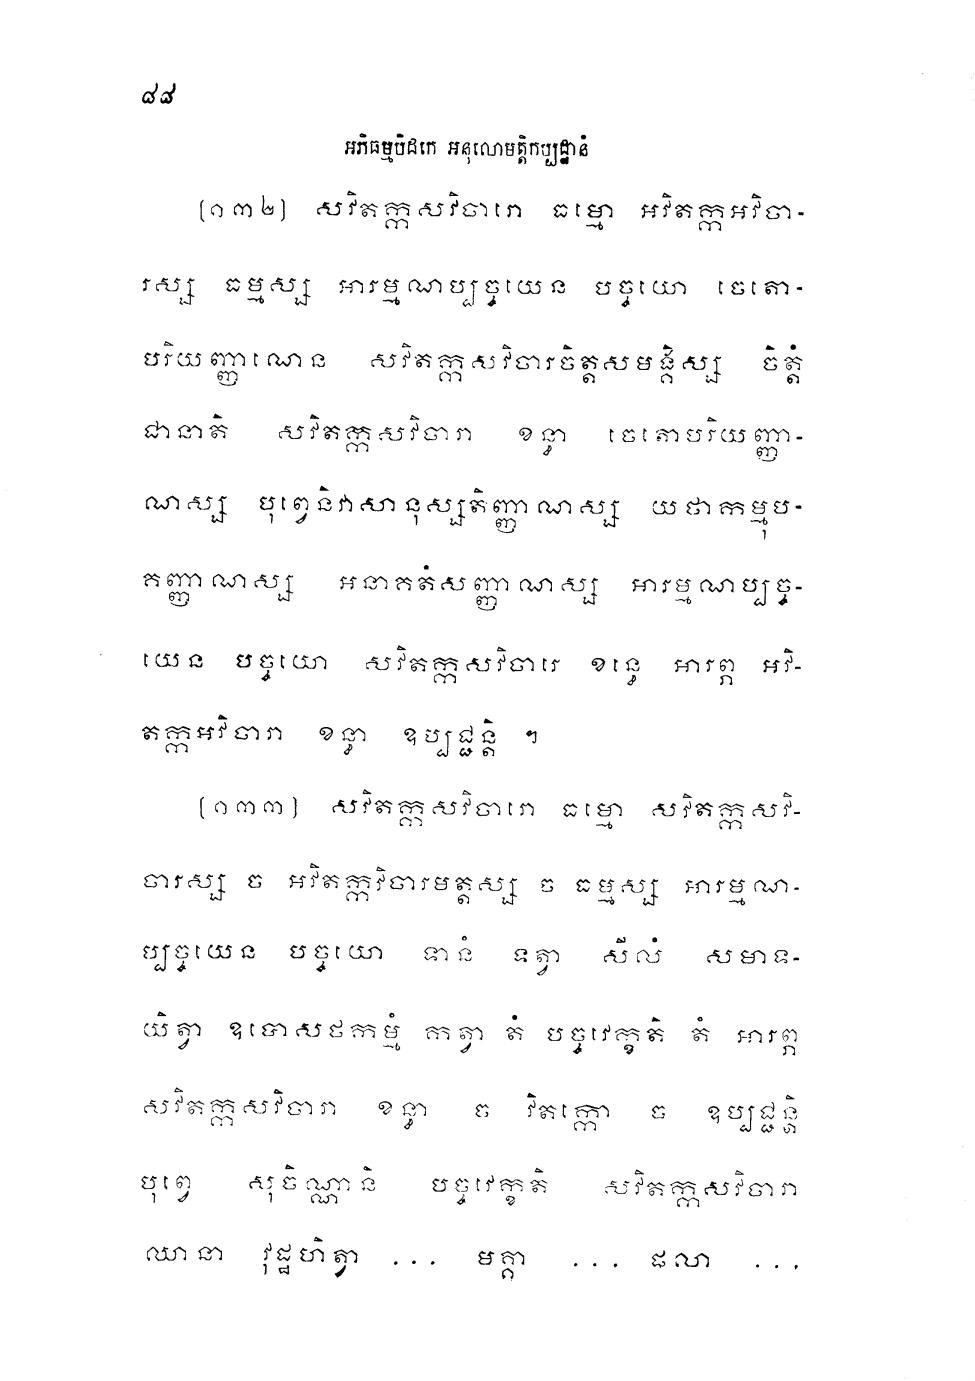 ៨៨
អភិធម្មបិដកេ អនុលោមត្តិកប្បដ្ឋានំ
[១៣២] សវិតក្កសវិចារោ ធម្មោ អវិតក្កអវិចា-
រស្ស ធម្មស្ស អារម្មណប្បច្ចយេន បច្ចយោ ចេតោ-
បរិយញ្ញាណេន សវិតក្កសវិចារចិត្តសមង្គិស្ស ចិត្តំ
ជានាតិ សវិតក្កសវិចារា ខន្ធា ចេតោបរិយញ្ញា-
ណស្ស បុព្វេនិវាសានុស្សតិញ្ញាណស្ស យថាកម្មុប-
កញ្ញាណស្ស អនាគតំសញ្ញាណស្ស អារម្មណប្បច្ច-
យេន បច្ចយោ សវិតក្កសវិចារេ ខន្ធេ អារព្ភ អវិ-
តក្កអវិចារា ខន្ធា ឧប្បជ្ជន្តិ ។
[១៣៣] សវិតក្កសវិចារោ ធម្មោ សវិតក្កសវិ-
ចារស្ស ច អវិតក្កវិចារមត្តស្ស ច ធម្មស្ស អារម្មណ-
ប្បច្ចយេន បច្ចយោ ទានំ ទត្វា សីលំ សមាទ-
យិត្វា ឧបោសថកម្មំ កត្វា តំ បច្ចវេក្ខតិ តំ អារព្ភ
សវិតក្កសវិចារា ខន្ធា ច វិតក្កោ ច ឧប្បជ្ជន្តិ
បុព្វេ សុចិណ្ណានិ បច្ចវេក្ខតិ សវិតក្កសវិចារា
ឈានា វុដ្ឋហិត្វា ... មគ្គា ... ផលា ...